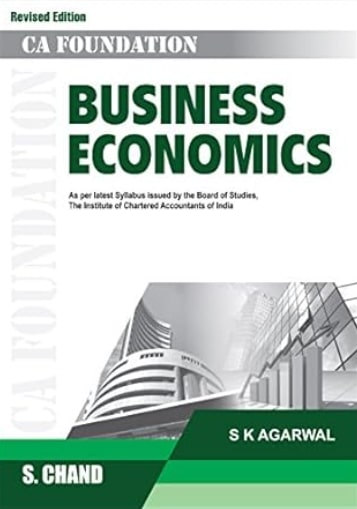 Revised Edition
CA FOUNDATION
BUSINESS
ECONOMICS
As per latest Syllabus issued by the Board of Studies,
The Institute of Chartered Accountants of India
CA FOUNDATION
S K AGARWAL
S. CHAND